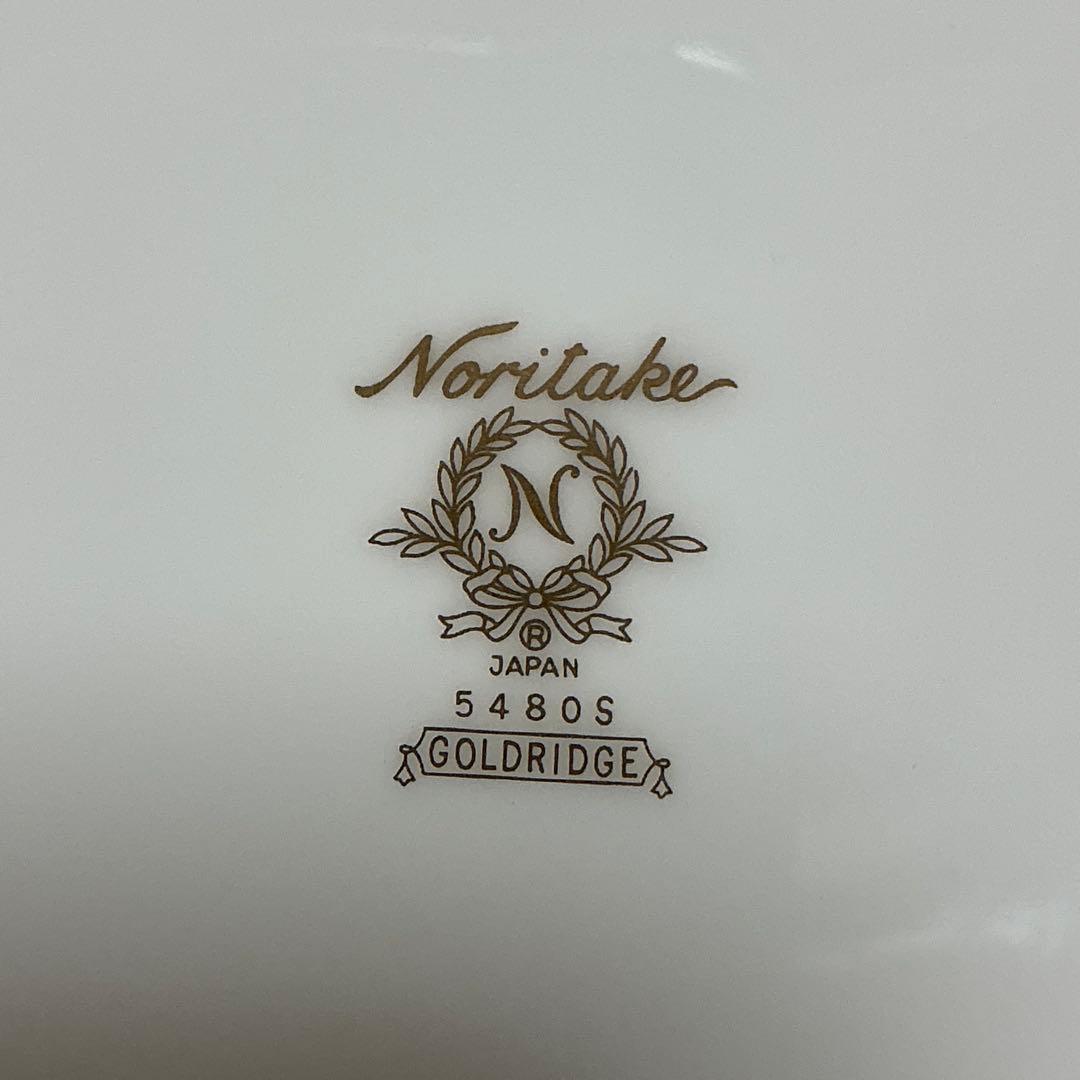 Noritake
N
®
JAPAN
5480S
GOLDRIDGE